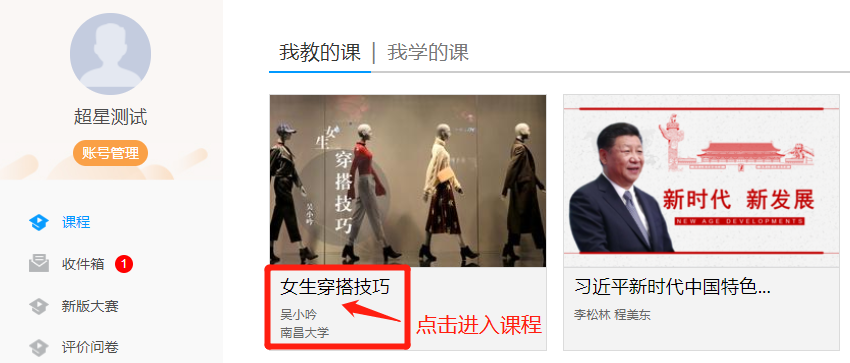 超星测试
账号管理
课程
收件箱 1
新版大赛
评价问卷
我教的课 | 我学的课
女生
穿搭技巧
吴小吟
女生穿搭技巧
吴小吟
南昌大学
点击进入课程
新时代 新发展
NEW AGE DEVELOPMENTS
习近平新时代中国特色...
李松林 程美东